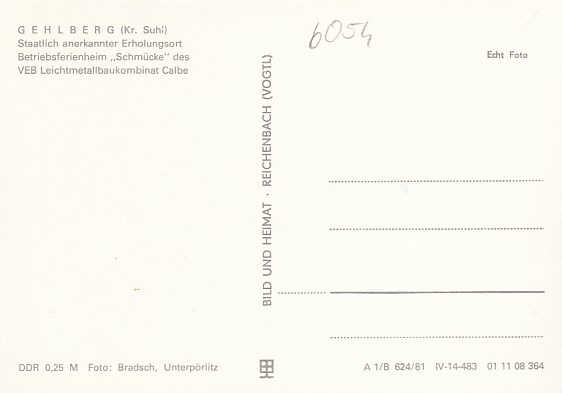 G E H L B E R G (Kr. Suhl)
Staatlich anerkannter Erholungsort
Betriebsferienheim „Schmücke" des
VEB Leichtmetallbaukombinat Calbe
6054
Echt Foto
BILD UND HEIMAT · REICHENBACH (VOGTL)
DDR 0,25 M Foto: Bradsch, Unterpörlitz
A 1/B 624/81 IV-14-483 01 11 08 364